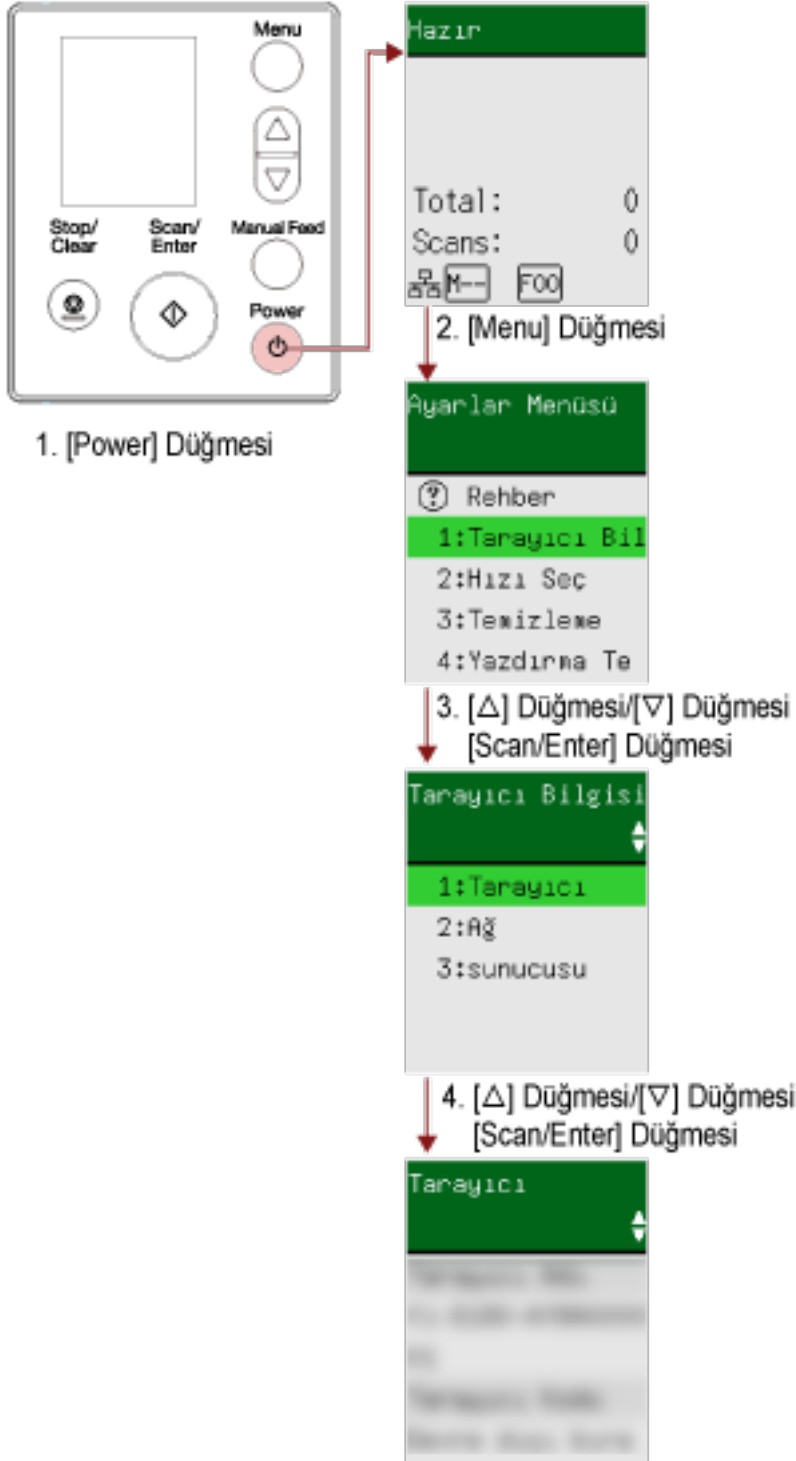 Menu
Stop/
Clear
Scan/
Enter
Manual Feed
Power
1. [Power] Düğmesi
Hazır
Total: 0
Scans: 0
M-- F00
2. [Menu] Düğmesi
Ayarlar Menüsü
? Rehber
1:Tarayıcı Bil
2:Hızı Seç
3:Temizleme
4:Yazdırma Te
3. [△] Düğmesi/[▽] Düğmesi
[Scan/Enter] Düğmesi
Tarayıcı Bilgisi
1:Tarayıcı
2:Ağ
3:sunucusu
4. [△] Düğmesi/[▽] Düğmesi
[Scan/Enter] Düğmesi
Tarayıcı